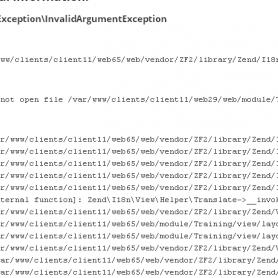 Exception\InvalidArgumentException
ww/clients/client11/web65/web/vendor/ZF2/library/Zend/I18n
not open file /var/www/clients/client11/web29/web/module/T
r/www/clients/client11/web65/web/vendor/ZF2/library/Zend/I
r/www/clients/client11/web65/web/vendor/ZF2/library/Zend/I
r/www/clients/client11/web65/web/vendor/ZF2/library/Zend/I
r/www/clients/client11/web65/web/vendor/ZF2/library/Zend/I
r/www/clients/client11/web65/web/vendor/ZF2/library/Zend/I
ternal function]: Zend\I18n\View\Helper\Translate->__invok
r/www/clients/client11/web65/web/module/Training/view/layo
r/www/clients/client11/web65/web/vendor/ZF2/library/Zend/V
r/www/clients/client11/web65/web/module/Training/view/layo
r/www/clients/client11/web65/web/vendor/ZF2/library/Zend/V
ar/www/clients/client11/web65/web/vendor/ZF2/library/Zend/
ar/www/clients/client11/web65/web/vendor/ZF2/library/Zend/